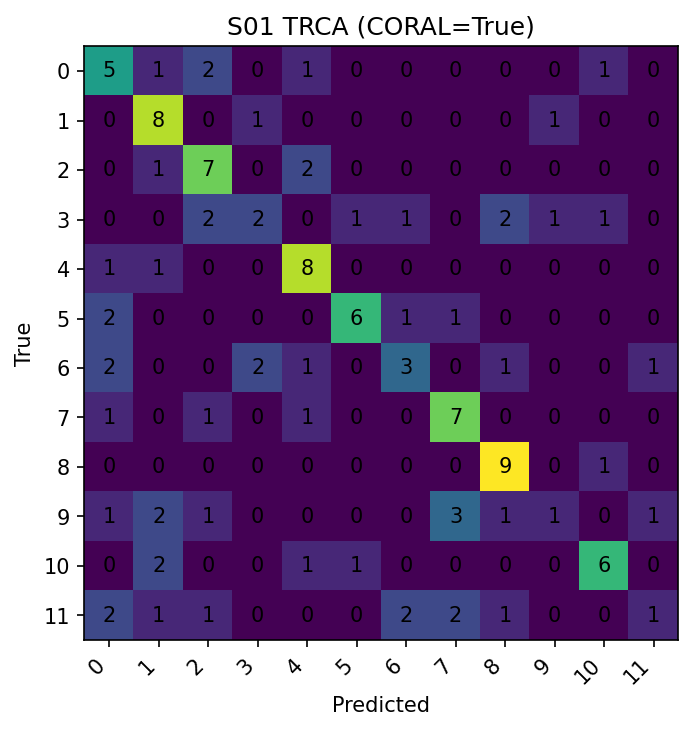 S01 TRCA (CORAL=True)
0 5 1 2 0 1 0 0 0 0 0 1 0
1 0 8 0 1 0 0 0 0 0 1 0 0
2 0 1 7 0 2 0 0 0 0 0 0 0
3 0 0 2 2 0 1 1 0 2 1 1 0
4 1 1 0 0 8 0 0 0 0 0 0 0
5 2 0 0 0 0 6 1 1 0 0 0 0
6 2 0 0 2 1 0 3 0 1 0 0 1
7 1 0 1 0 1 0 0 7 0 0 0 0
8 0 0 0 0 0 0 0 0 9 0 1 0
9 1 2 1 0 0 0 0 3 1 1 0 1
10 0 2 0 0 1 1 0 0 0 0 6 0
11 2 1 1 0 0 0 2 2 1 0 0 1
True
0 1 2 3 4 5 6 7 8 9 10 11
Predicted